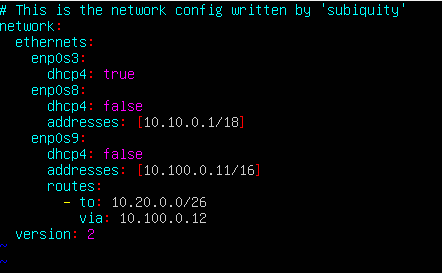 # This is the network config written by 'subiquity'
network:
  ethernets:
    enp0s3:
      dhcp4: true
    enp0s8:
      dhcp4: false
      addresses: [10.10.0.1/18]
    enp0s9:
      dhcp4: false
      addresses: [10.100.0.11/16]
      routes:
        - to: 10.20.0.0/26
          via: 10.100.0.12
  version: 2
~
~